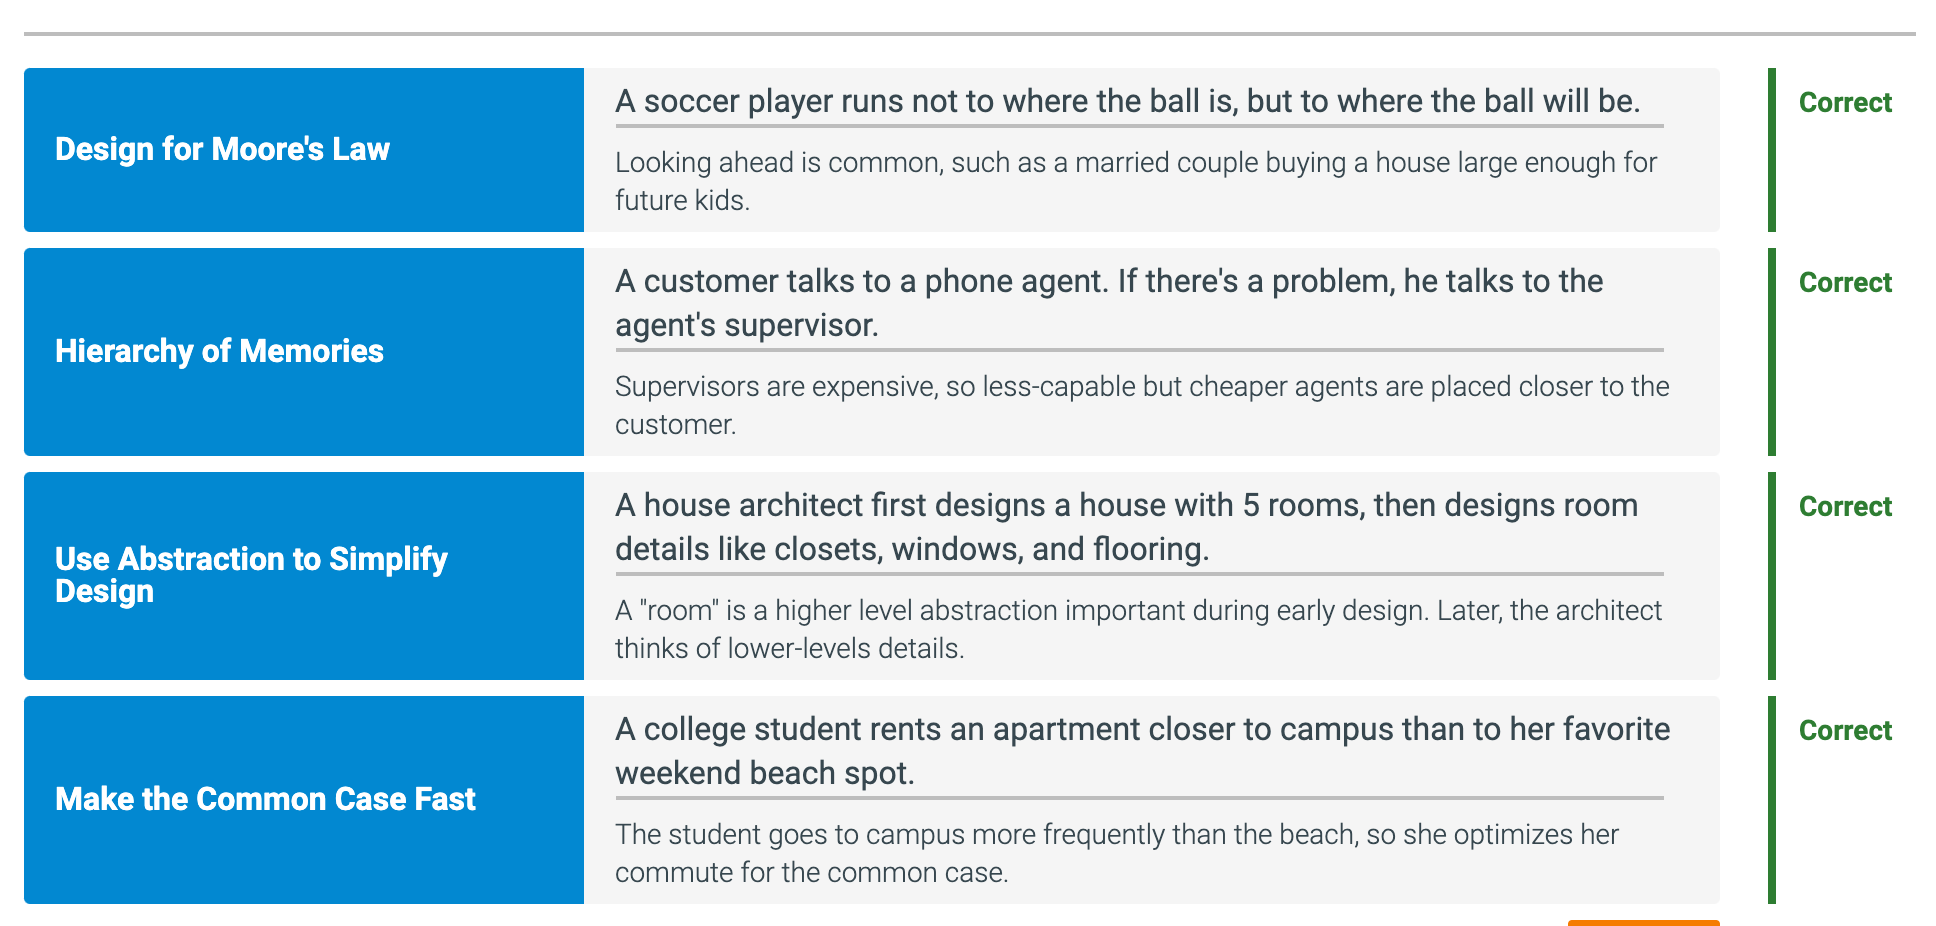 Design for Moore's Law
A soccer player runs not to where the ball is, but to where the ball will be.
Looking ahead is common, such as a married couple buying a house large enough for
future kids.
Correct
Hierarchy of Memories
A customer talks to a phone agent. If there's a problem, he talks to the
agent's supervisor.
Supervisors are expensive, so less-capable but cheaper agents are placed closer to the
customer.
Correct
Use Abstraction to Simplify
Design
A house architect first designs a house with 5 rooms, then designs room
details like closets, windows, and flooring.
A "room" is a higher level abstraction important during early design. Later, the architect
thinks of lower-levels details.
Correct
Make the Common Case Fast
A college student rents an apartment closer to campus than to her favorite
weekend beach spot.
The student goes to campus more frequently than the beach, so she optimizes her
commute for the common case.
Correct